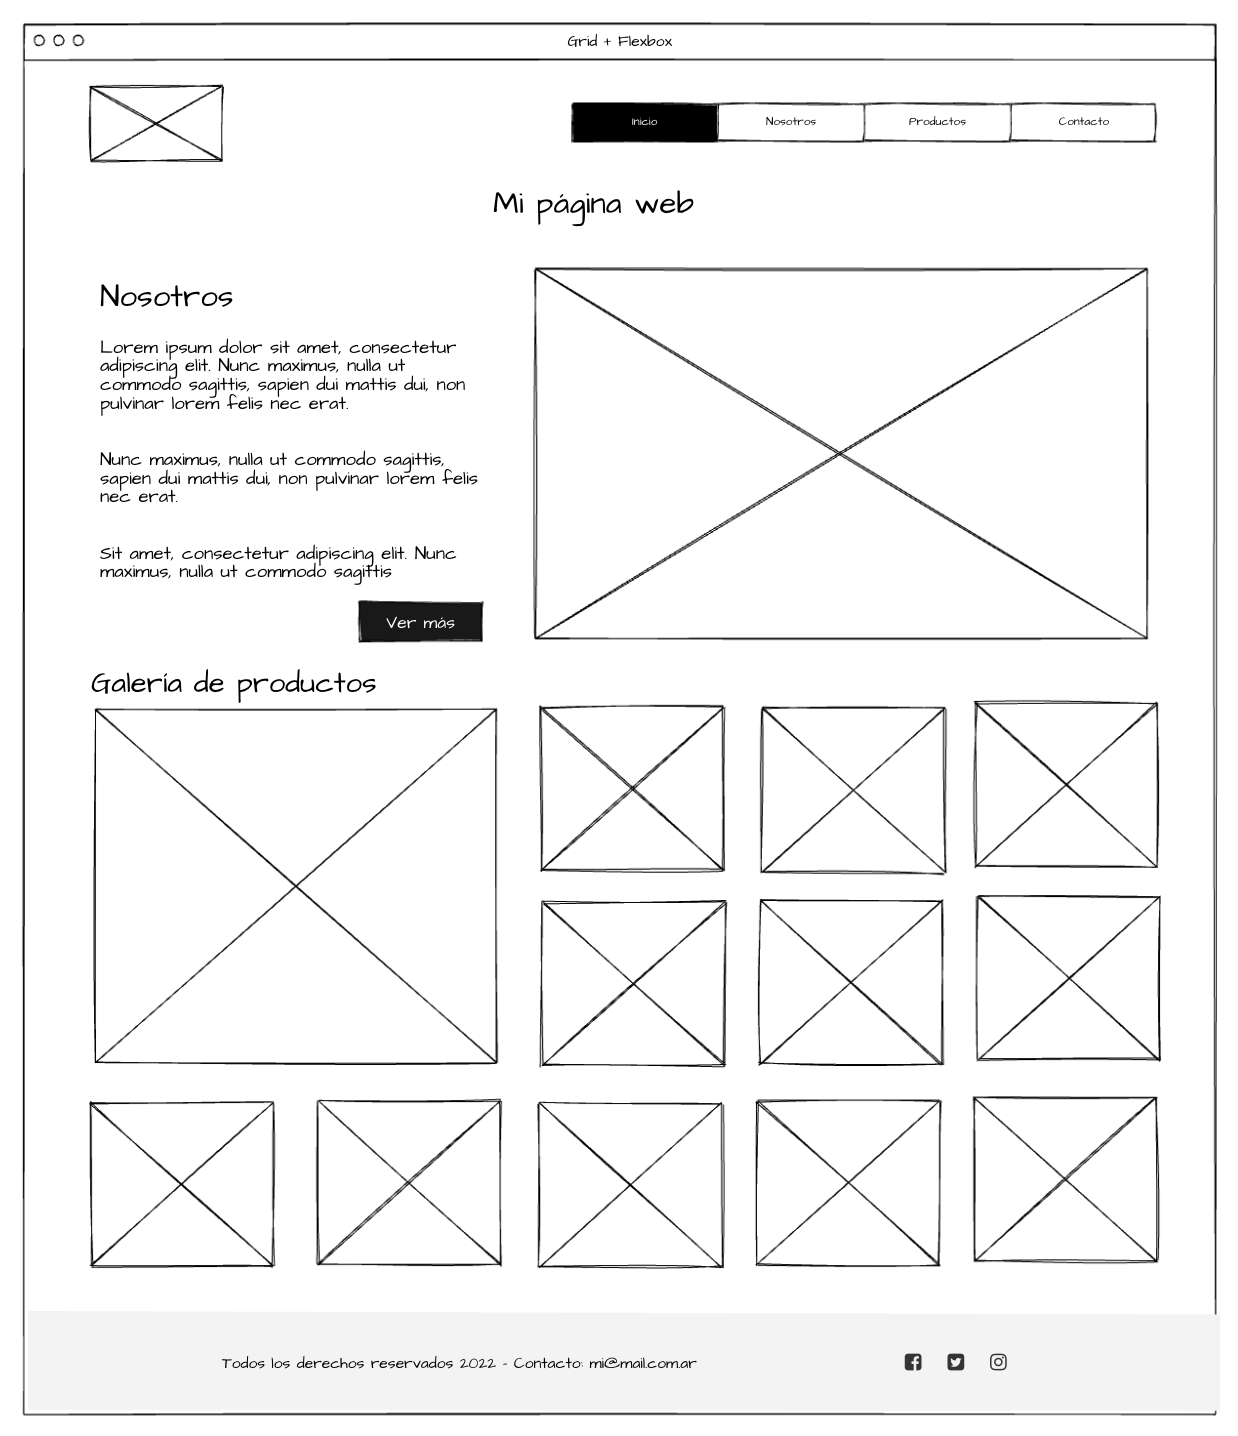 Grid + Flexbox
Inicio
Nosotros
Productos
Contacto
Mi página web
Nosotros
Lorem ipsum dolor sit amet, consectetur
adipiscing elit. Nunc maximus, nulla ut
commodo sagittis, sapien dui mattis dui, non
pulvinar lorem felis nec erat.
Nunc maximus, nulla ut commodo sagittis,
sapien dui mattis dui, non pulvinar lorem felis
nec erat.
Sit amet, consectetur adipiscing elit. Nunc
maximus, nulla ut commodo sagittis
Ver más
Galería de productos
Todos los derechos reservados 2022 - Contacto: mi@mail.com.ar